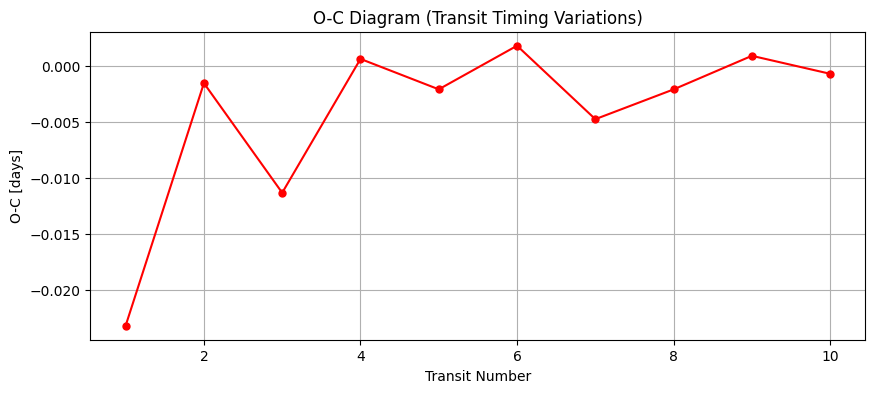 O-C Diagram (Transit Timing Variations)
O-C [days]
0.000
−0.005
−0.010
−0.015
−0.020
2 4 6 8 10
Transit Number